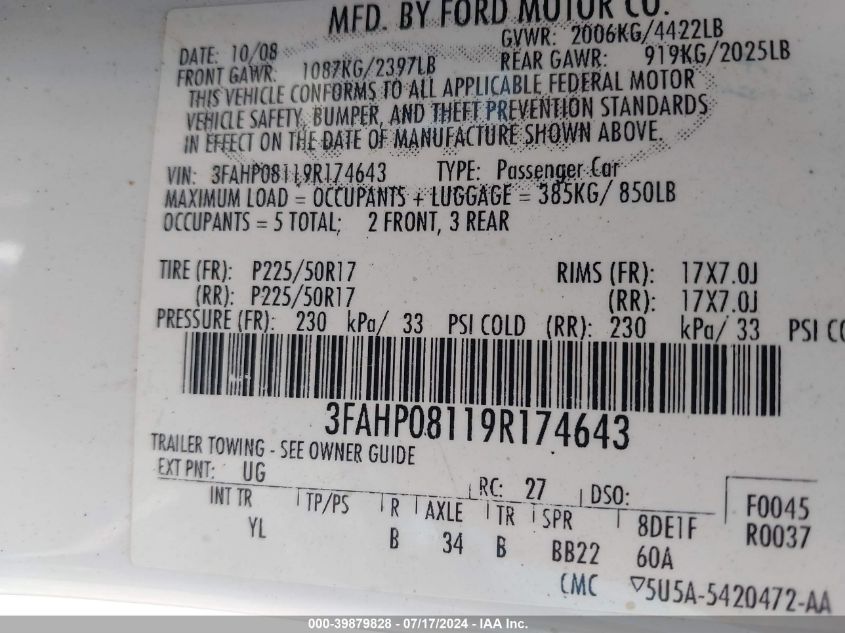 MFD. BY FORD MOTOR CO.
DATE: 10/08 GVWR: 2006KG/4422LB
FRONT GAWR: 1087KG/2397LB REAR GAWR: 919KG/2025LB
THIS VEHICLE CONFORMS TO ALL APPLICABLE FEDERAL MOTOR
VEHICLE SAFETY, BUMPER, AND THEFT PREVENTION STANDARDS
IN EFFECT ON THE DATE OF MANUFACTURE SHOWN ABOVE.
VIN: 3FAHP08119R174643 TYPE: Passenger Car
MAXIMUM LOAD = OCCUPANTS + LUGGAGE = 385KG/ 850LB
OCCUPANTS = 5 TOTAL; 2 FRONT, 3 REAR
TIRE (FR): P225/50R17 RIMS (FR): 17X7.0J
(RR): P225/50R17 (RR): 17X7.0J
PRESSURE (FR): 230 kPa/ 33 PSI COLD (RR): 230 kPa/ 33 PSI CO
3FAHP08119R174643
TRAILER TOWING - SEE OWNER GUIDE
EXT PNT: UG RC: 27 DSO: F0045
INT TR TP/PS R AXLE TR SPR 8DE1F R0037
YL B 34 B BB22 60A
CMC ▽5U5A-5420472-AA
000-39879828 - 07/17/2024 - IAA Inc.